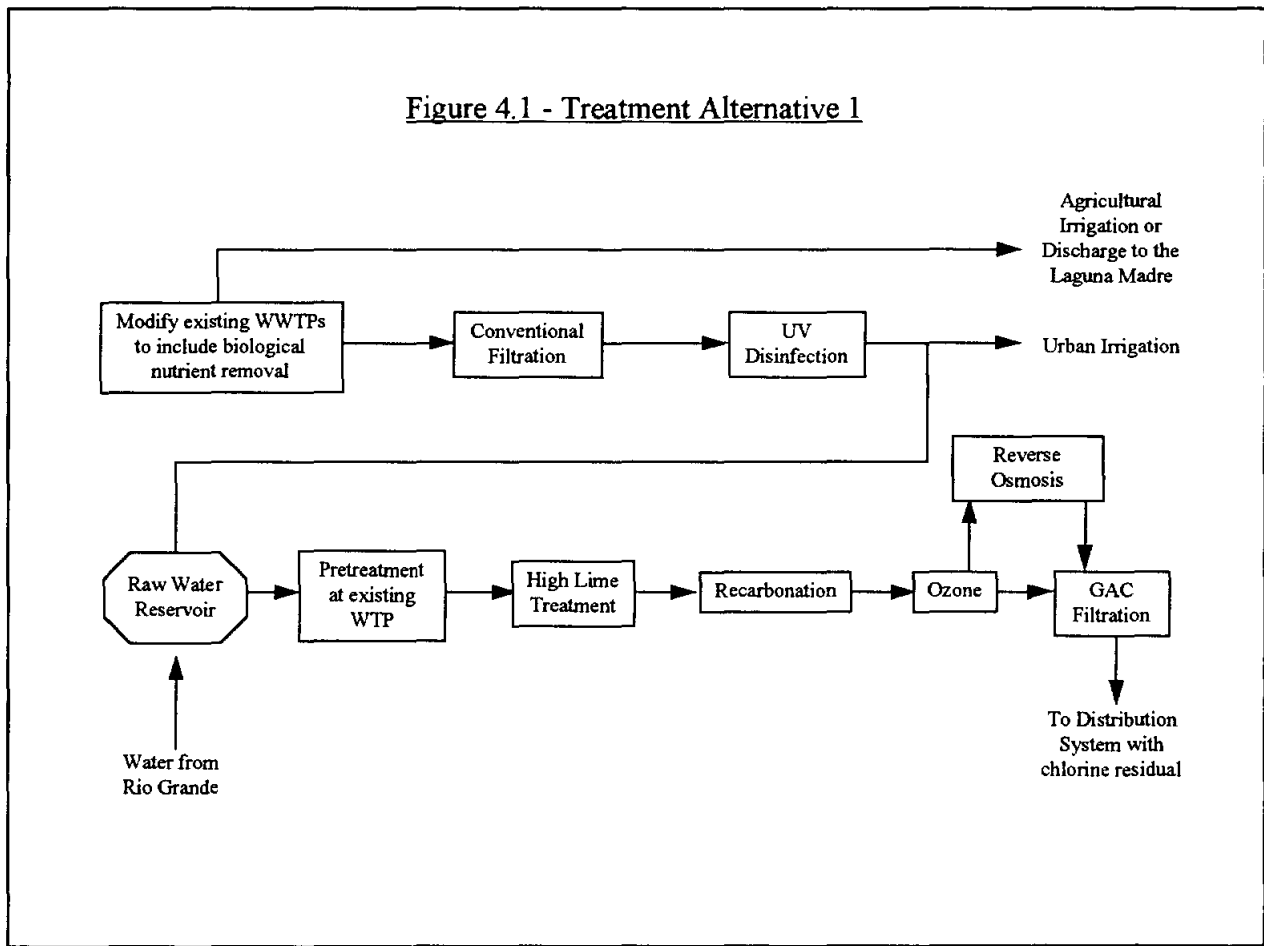 Figure 4.1 - Treatment Alternative 1
Agricultural
Irrigation or
Discharge to the
Laguna Madre
Modify existing WWTPs
to include biological
nutrient removal
Conventional
Filtration
UV
Disinfection
Urban Irrigation
Reverse
Osmosis
Raw Water
Reservoir
Pretreatment
at existing
WTP
High Lime
Treatment
Recarbonation
Ozone
GAC
Filtration
To Distribution
System with
chlorine residual
Water from
Rio Grande